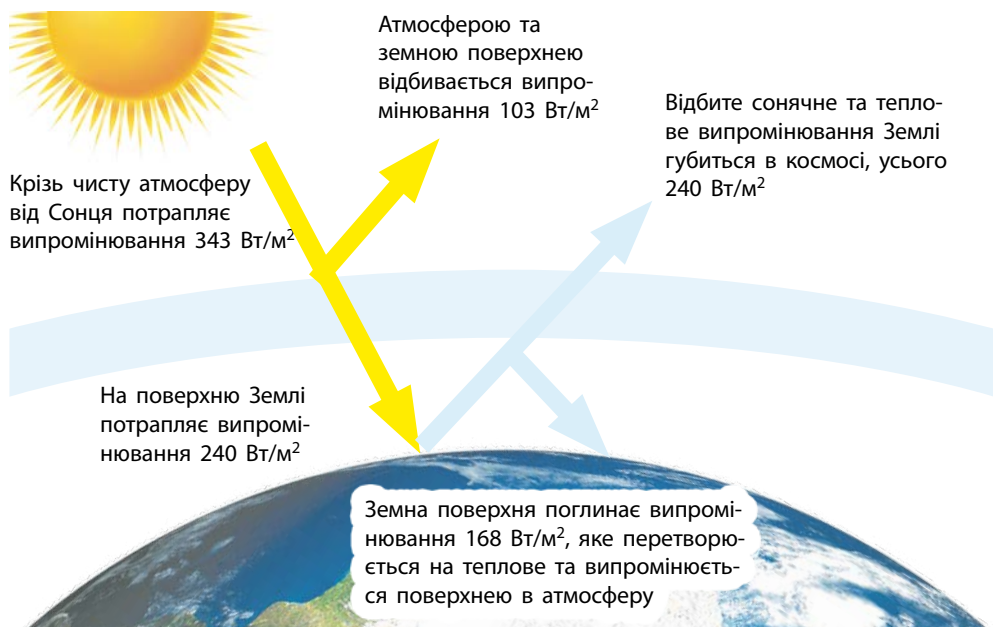 Атмосферою та
земною поверхнею
відбивається випро-
мінювання 103 Вт/м²
Відбите сонячне та тепло-
ве випромінювання Землі
губиться в космосі, усього
240 Вт/м²
Крізь чисту атмосферу
від Сонця потрапляє
випромінювання 343 Вт/м²
На поверхню Землі
потрапляє випромі-
нювання 240 Вт/м²
Земна поверхня поглинає випромі-
нювання 168 Вт/м², яке перетворю-
ється на теплове та випромінюєть-
ся поверхнею в атмосферу